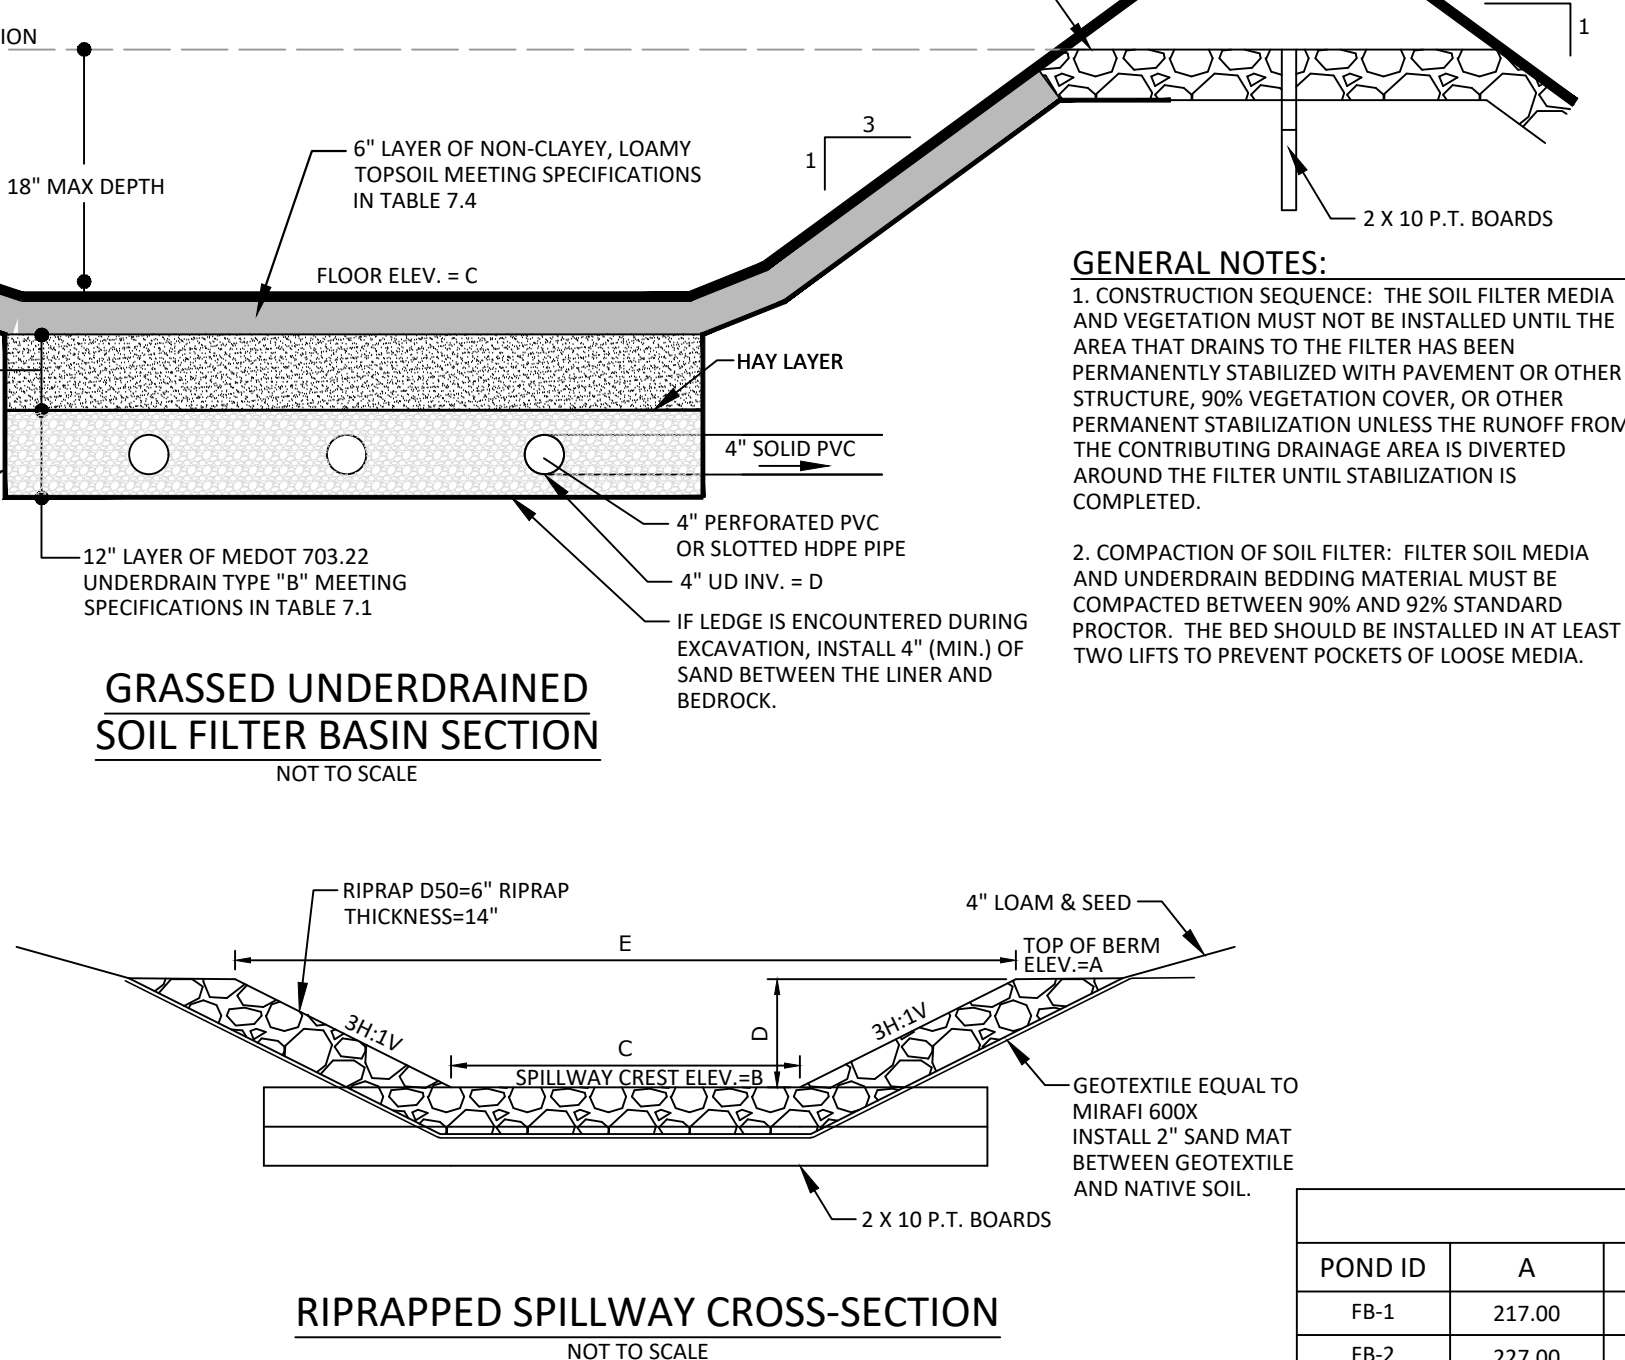 ION
1
3
1
6" LAYER OF NON-CLAYEY, LOAMY
TOPSOIL MEETING SPECIFICATIONS
IN TABLE 7.4
18" MAX DEPTH
2 X 10 P.T. BOARDS
FLOOR ELEV. = C
HAY LAYER
4" SOLID PVC
4" PERFORATED PVC
OR SLOTTED HDPE PIPE
4" UD INV. = D
12" LAYER OF MEDOT 703.22
UNDERDRAIN TYPE "B" MEETING
SPECIFICATIONS IN TABLE 7.1
IF LEDGE IS ENCOUNTERED DURING
EXCAVATION, INSTALL 4" (MIN.) OF
SAND BETWEEN THE LINER AND
BEDROCK.
GENERAL NOTES:
1. CONSTRUCTION SEQUENCE: THE SOIL FILTER MEDIA
AND VEGETATION MUST NOT BE INSTALLED UNTIL THE
AREA THAT DRAINS TO THE FILTER HAS BEEN
PERMANENTLY STABILIZED WITH PAVEMENT OR OTHER
STRUCTURE, 90% VEGETATION COVER, OR OTHER
PERMANENT STABILIZATION UNLESS THE RUNOFF FROM
THE CONTRIBUTING DRAINAGE AREA IS DIVERTED
AROUND THE FILTER UNTIL STABILIZATION IS
COMPLETED.
2. COMPACTION OF SOIL FILTER: FILTER SOIL MEDIA
AND UNDERDRAIN BEDDING MATERIAL MUST BE
COMPACTED BETWEEN 90% AND 92% STANDARD
PROCTOR. THE BED SHOULD BE INSTALLED IN AT LEAST
TWO LIFTS TO PREVENT POCKETS OF LOOSE MEDIA.
GRASSED UNDERDRAINED
SOIL FILTER BASIN SECTION
NOT TO SCALE
RIPRAP D50=6" RIPRAP
THICKNESS=14"
4" LOAM & SEED
E
TOP OF BERM
ELEV.=A
3H:1V
D
3H:1V
C
SPILLWAY CREST ELEV.=B
GEOTEXTILE EQUAL TO
MIRAFI 600X
INSTALL 2" SAND MAT
BETWEEN GEOTEXTILE
AND NATIVE SOIL.
2 X 10 P.T. BOARDS
RIPRAPPED SPILLWAY CROSS-SECTION
NOT TO SCALE
POND ID A
FB-1 217.00
FB-2 227.00